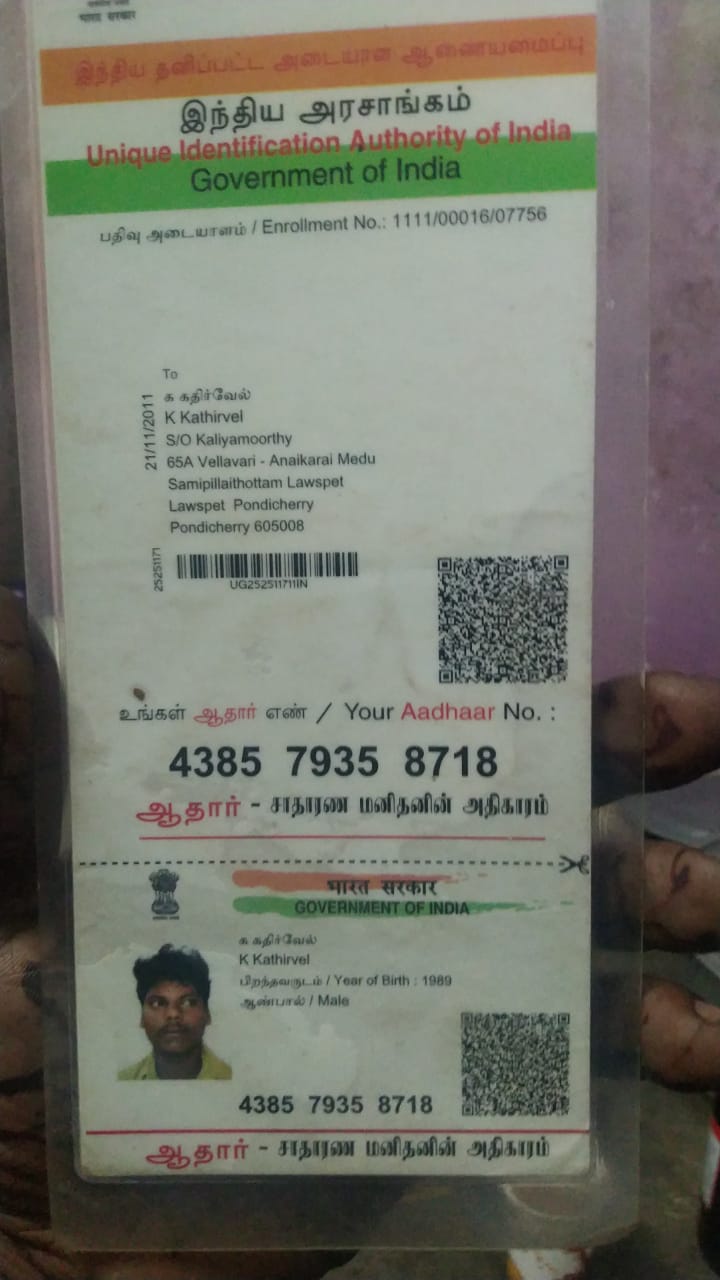 भारत सरकार
இந்திய தனிப்பட்ட அடையாள ஆணையமைப்பு
இந்திய அரசாங்கம்
Unique Identification Authority of India
Government of India
பதிவு அடையாளம் / Enrollment No.: 1111/00016/07756
To
க கதிர்வேல்
K Kathirvel
S/O Kaliyamoorthy
65A Vellavari - Anaikarai Medu
Samipillaithottam Lawspet
Lawspet Pondicherry
Pondicherry 605008
21/11/2011
25251171
UG252511711IN
உங்கள் ஆதார் எண் / Your Aadhaar No. :
4385 7935 8718
ஆதார் - சாதாரண மனிதனின் அதிகாரம்
भारत सरकार
GOVERNMENT OF INDIA
க கதிர்வேல்
K Kathirvel
பிறந்தவருடம் / Year of Birth : 1989
ஆண்பால் / Male
4385 7935 8718
ஆதார் - சாதாரண மனிதனின் அதிகாரம்